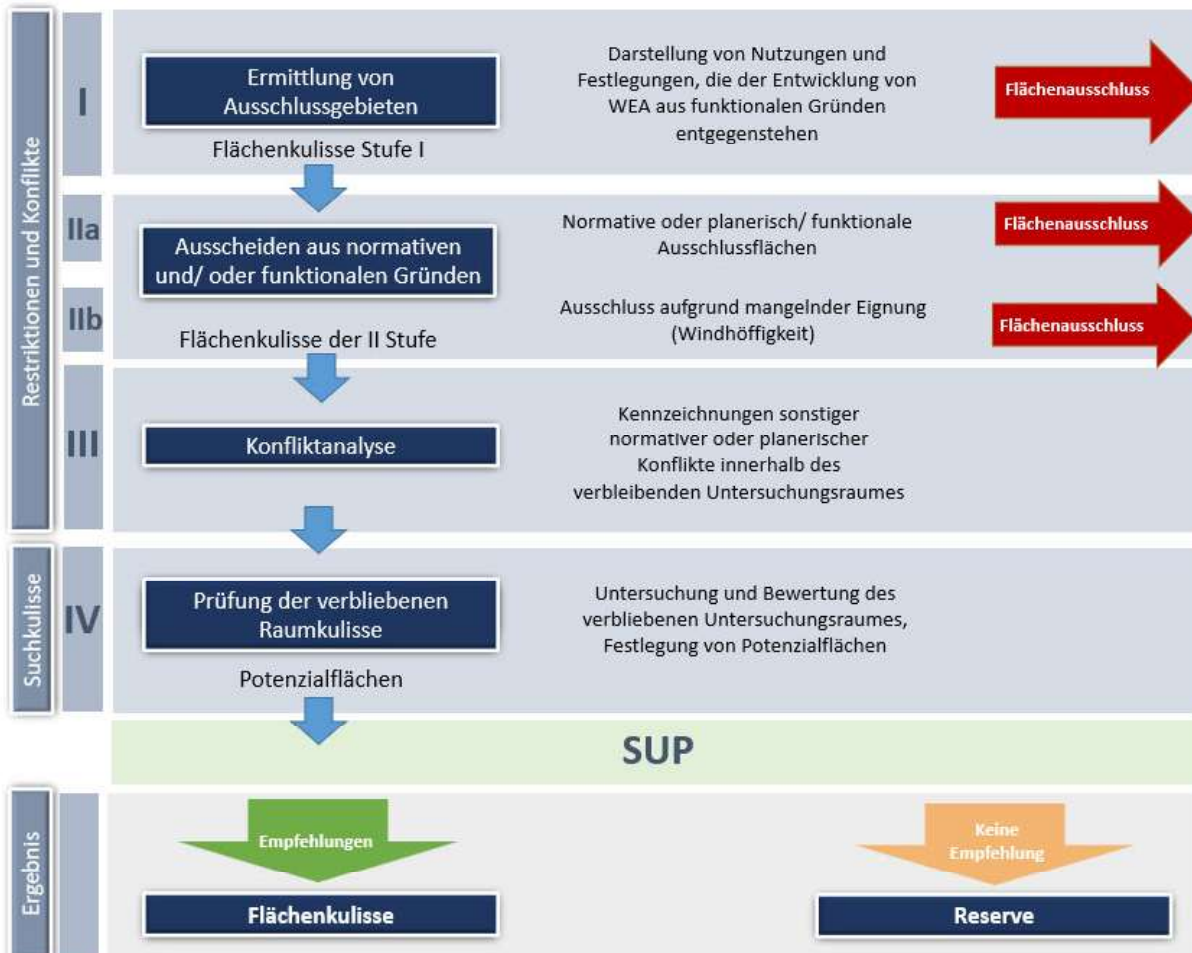 Restriktionen und Konflikte
I
Ermittlung von
Ausschlussgebieten
Flächenkulisse Stufe I
Darstellung von Nutzungen und
Festlegungen, die der Entwicklung von
WEA aus funktionalen Gründen
entgegenstehen
Flächenausschluss
IIa
Ausscheiden aus normativen
und/ oder funktionalen Gründen
Normative oder planerisch/ funktionale
Ausschlussflächen
Flächenausschluss
IIb
Flächenkulisse der II Stufe
Ausschluss aufgrund mangelnder Eignung
(Windhöffigkeit)
Flächenausschluss
III
Konfliktanalyse
Kennzeichnungen sonstiger
normativer oder planerischer
Konflikte innerhalb des
verbleibenden Untersuchungsraumes
Suchkulisse
IV
Prüfung der verbliebenen
Raumkulisse
Potenzialflächen
Untersuchung und Bewertung des
verbliebenen Untersuchungsraumes,
Festlegung von Potenzialflächen
SUP
Ergebnis
Empfehlungen
Flächenkulisse
Keine
Empfehlung
Reserve